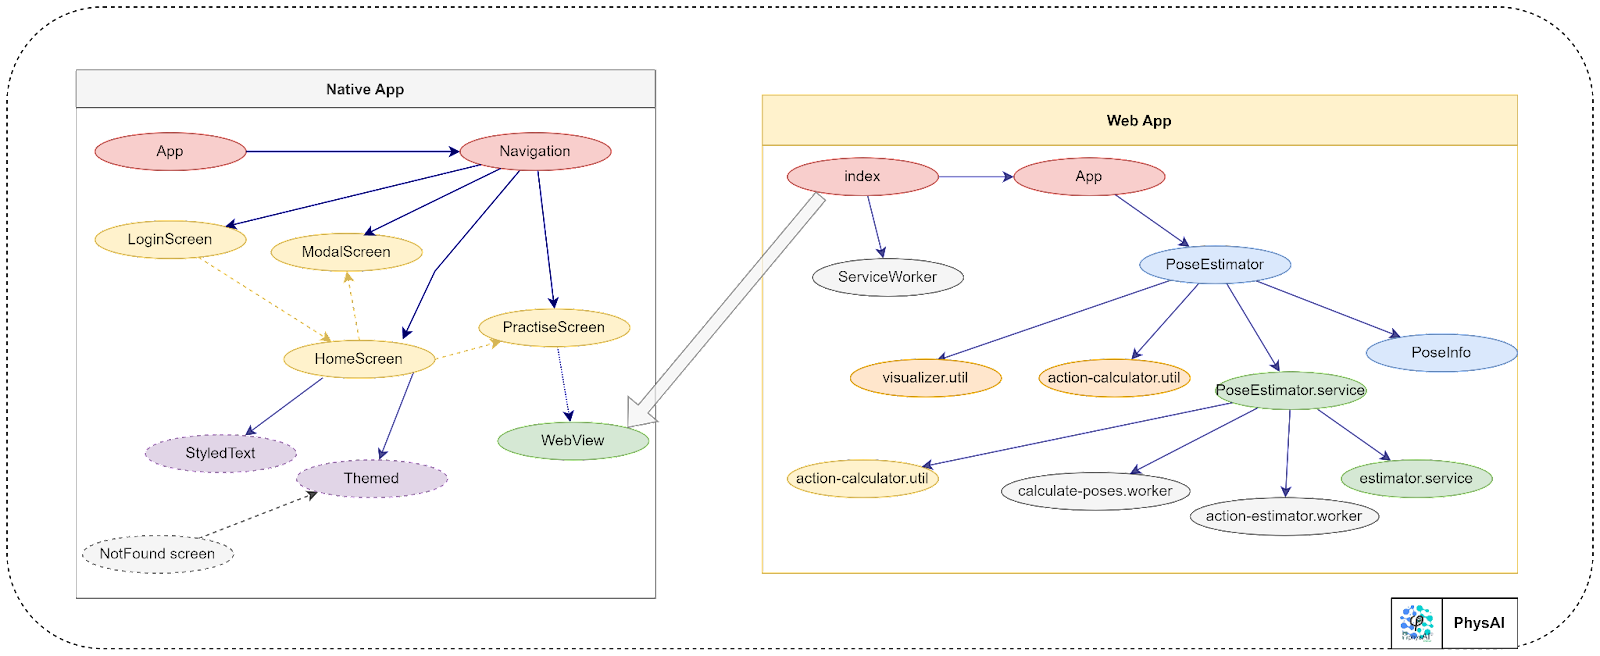 Native App
App
Navigation
LoginScreen
ModalScreen
PractiseScreen
HomeScreen
WebView
StyledText
Themed
NotFound screen
Web App
index
App
PoseEstimator
ServiceWorker
PoseInfo
visualizer.util
action-calculator.util
PoseEstimator.service
action-calculator.util
calculate-poses.worker
estimator.service
action-estimator.worker
φ
PhysAI